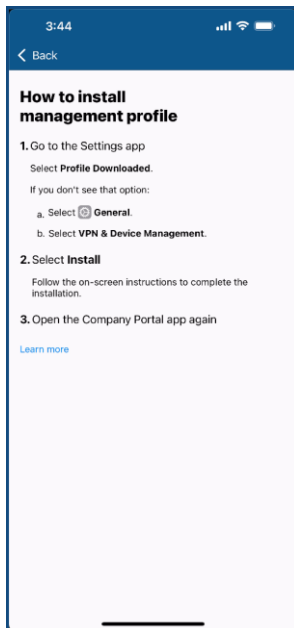 3:44
Back
How to install
management profile
1. Go to the Settings app
Select Profile Downloaded.
If you don't see that option:
a. Select General.
b. Select VPN & Device Management.
2. Select Install
Follow the on-screen instructions to complete the
installation.
3. Open the Company Portal app again
Learn more